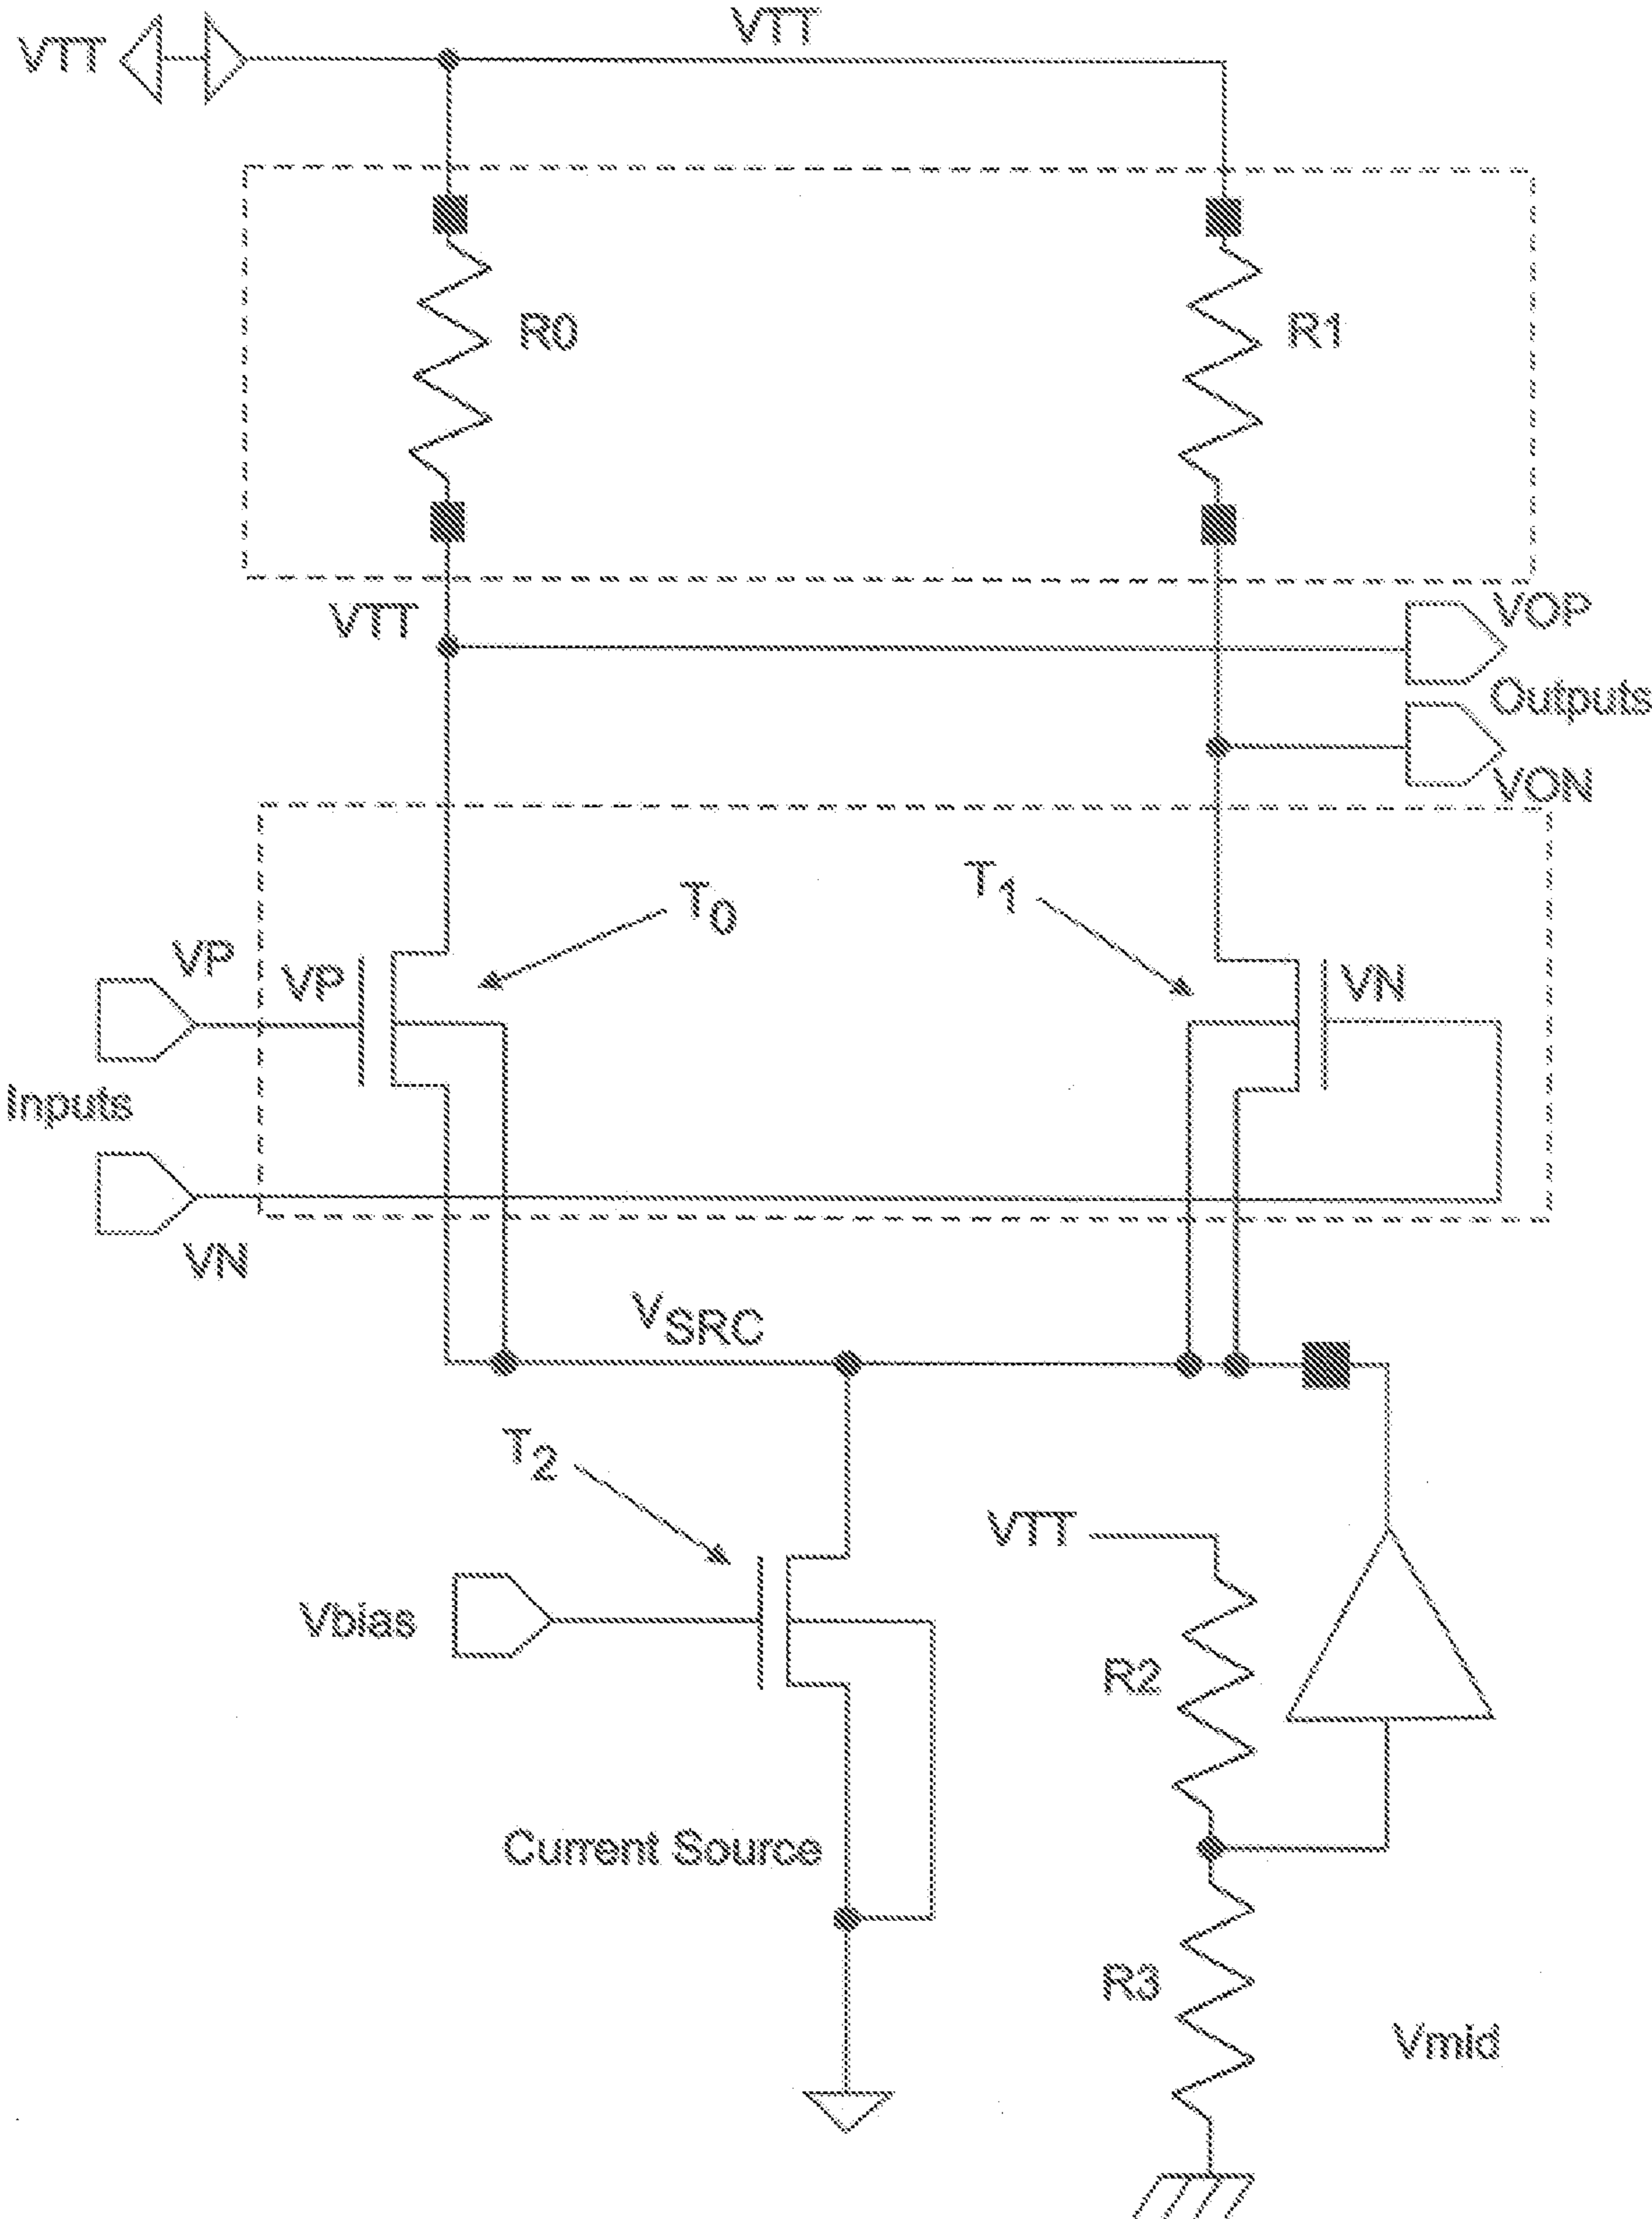 VTT
VTT
R0
R1
VTT
VOP
Outputs
VON
T0
T1
VP
VP
VN
Inputs
VN
VSRC
T2
VTT
Vbias
R2
Current Source
R3
Vmid